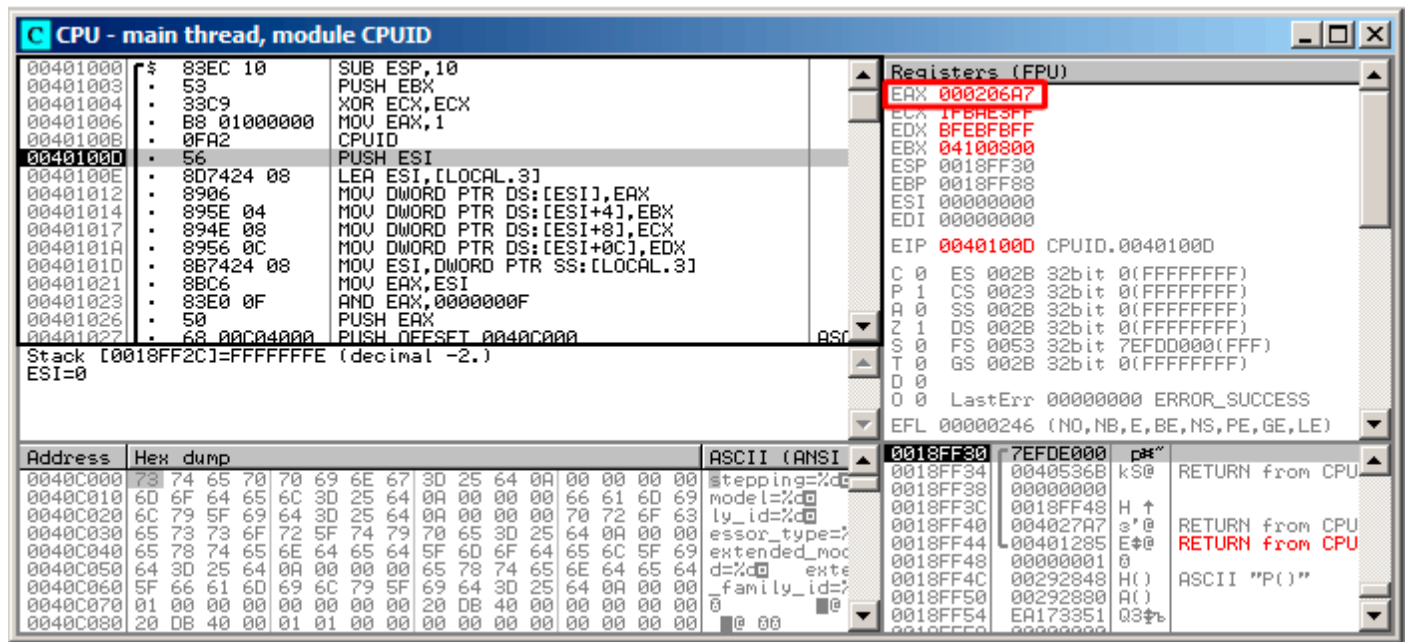 C CPU - main thread, module CPUID
00401000 $ 83EC 10 SUB ESP,10
00401003 . 53 PUSH EBX
00401004 . 33C9 XOR ECX,ECX
00401006 . B8 01000000 MOV EAX,1
0040100B . 0FA2 CPUID
0040100D . 56 PUSH ESI
0040100E . 8D7424 08 LEA ESI,[LOCAL.3]
00401012 . 8906 MOV DWORD PTR DS:[ESI],EAX
00401014 . 895E 04 MOV DWORD PTR DS:[ESI+4],EBX
00401017 . 894E 08 MOV DWORD PTR DS:[ESI+8],ECX
0040101A . 8956 0C MOV DWORD PTR DS:[ESI+0C],EDX
0040101D . 8B7424 08 MOV ESI,DWORD PTR SS:[LOCAL.3]
00401021 . 8BC6 MOV EAX,ESI
00401023 . 83E0 0F AND EAX,0000000F
00401026 . 50 PUSH EAX
00401027 . 68 00C04000 PUSH OFFSET 0040C000 ASC
Stack [0018FF2C]=FFFFFFFE (decimal -2.)
ESI=0
Registers (FPU)
EAX 000206A7
ECX 1FBAE3FF
EDX BFEBFBFF
EBX 04100800
ESP 0018FF30
EBP 0018FF88
ESI 00000000
EDI 00000000
EIP 0040100D CPUID.0040100D
C 0 ES 002B 32bit 0(FFFFFFFF)
P 1 CS 0023 32bit 0(FFFFFFFF)
A 0 SS 002B 32bit 0(FFFFFFFF)
Z 1 DS 002B 32bit 0(FFFFFFFF)
S 0 FS 0053 32bit 7EFDD000(FFF)
T 0 GS 002B 32bit 0(FFFFFFFF)
D 0
O 0 LastErr 00000000 ERROR_SUCCESS
EFL 00000246 (NO,NB,E,BE,NS,PE,GE,LE)
Address Hex dump ASCII (ANSI
0040C000 73 74 65 70 70 69 6E 67 3D 25 64 0A 00 00 00 00 stepping=%d
0040C010 6D 6F 64 65 6C 3D 25 64 0A 00 00 00 66 61 6D 69 model=%d
0040C020 6C 79 5F 69 64 3D 25 64 0A 00 00 00 70 72 6F 63 ly_id=%d
0040C030 65 73 73 6F 72 5F 74 79 70 65 3D 25 64 0A 00 00 essor_type=%
0040C040 65 78 74 65 6E 64 65 64 5F 6D 6F 64 65 6C 5F 69 extended_mod
0040C050 64 3D 25 64 0A 00 00 00 65 78 74 65 6E 64 65 64 d=%d exte
0040C060 5F 66 61 6D 69 6C 79 5F 69 64 3D 25 64 0A 00 00 _family_id=%
0040C070 01 00 00 00 00 00 00 00 20 DB 40 00 00 00 00 00 @
0040C080 20 DB 40 00 01 01 00 00 00 00 00 00 00 00 00 00 @
0018FF30 7EFDE000
0018FF34 0040536B kS@ RETURN from CPU
0018FF38 00000000
0018FF3C 0018FF48 H ↑
0018FF40 004027A7 з'@ RETURN from CPU
0018FF44 00401285 E‡@ RETURN from CPU
0018FF48 00000001
0018FF4C 00292848 H() ASCII "P()"
0018FF50 00292880 A()
0018FF54 EA173351